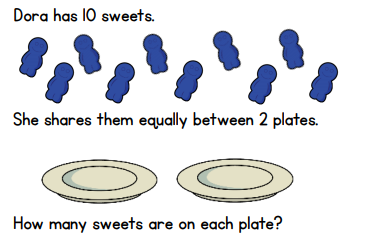 Dora has 10 sweets.
She shares them equally between 2 plates.
How many sweets are on each plate?